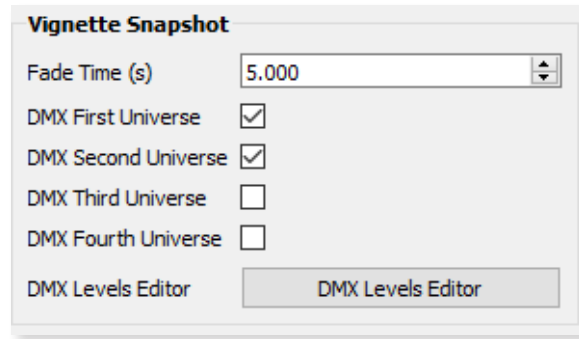 Vignette Snapshot
Fade Time (s) 5.000
DMX First Universe
DMX Second Universe
DMX Third Universe
DMX Fourth Universe
DMX Levels Editor DMX Levels Editor